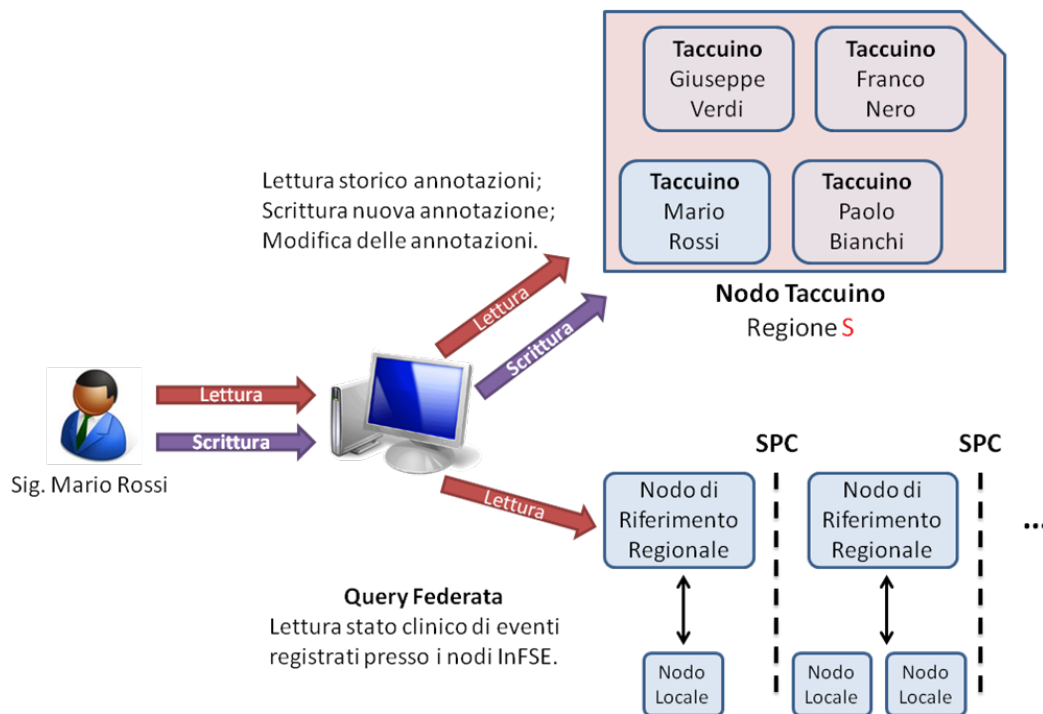 Taccuino
Giuseppe
Verdi
Taccuino
Franco
Nero
Taccuino
Mario
Rossi
Taccuino
Paolo
Bianchi
Nodo Taccuino
Regione S
Lettura storico annotazioni;
Scrittura nuova annotazione;
Modifica delle annotazioni.
Lettura
Scrittura
Lettura
Scrittura
Sig. Mario Rossi
Lettura
SPC
SPC
Nodo di
Riferimento
Regionale
Nodo di
Riferimento
Regionale
...
Query Federata
Lettura stato clinico di eventi
registrati presso i nodi InFSE.
Nodo
Locale
Nodo
Locale
Nodo
Locale